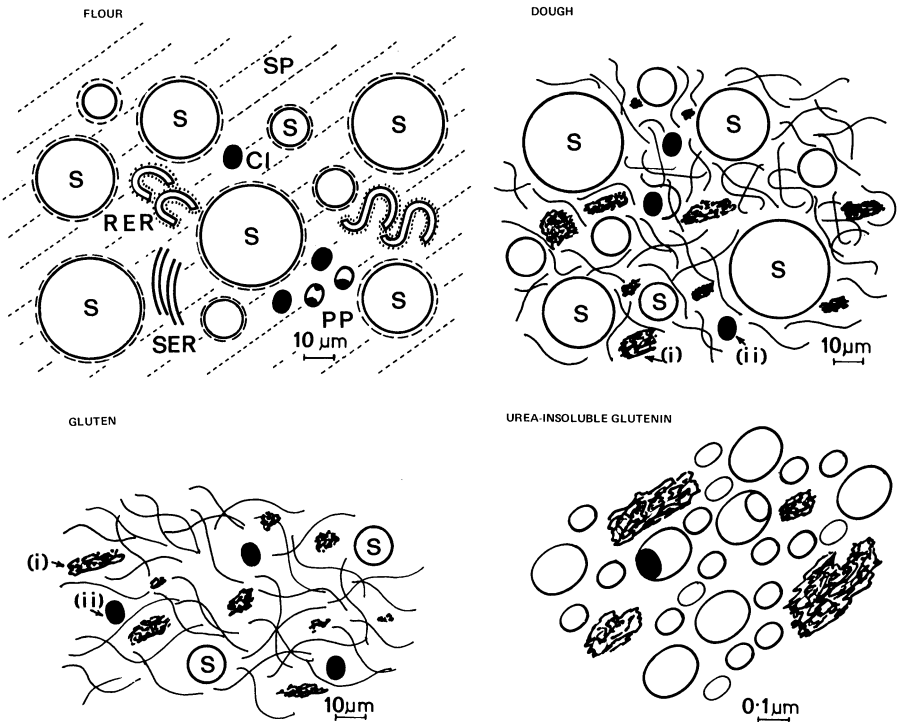 FLOUR
SP
S
S
S
CI
S
RER
S
S
S
PP
SER
10 μm
DOUGH
S
S
S
S
S
(i)
(ii)
10μm
GLUTEN
S
(i)
(ii)
S
10μm
UREA-INSOLUBLE GLUTENIN
0·1μm